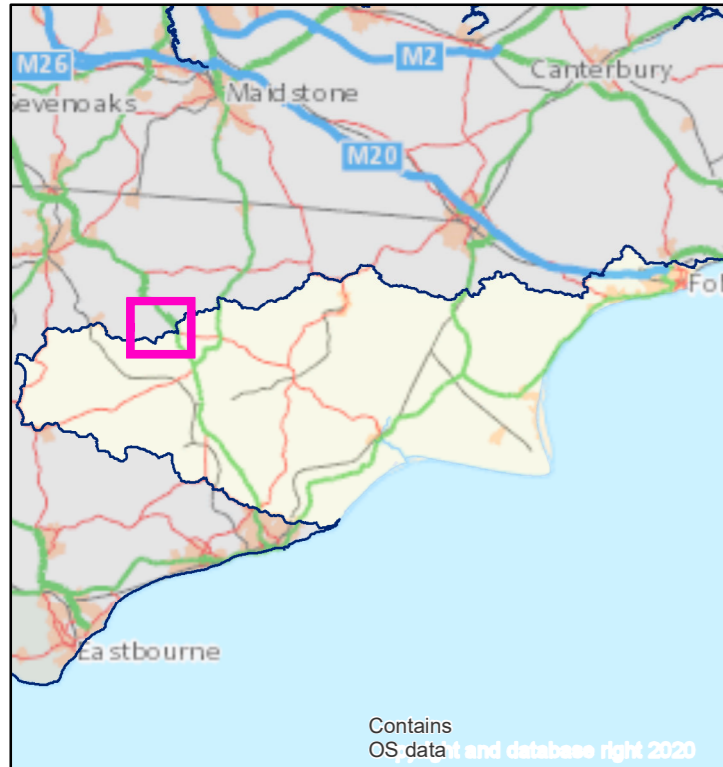 M26
M2
Canterbury
Sevenoaks
Maidstone
M20
Fol
Eastbourne
Contains
OS data
and database right 2020